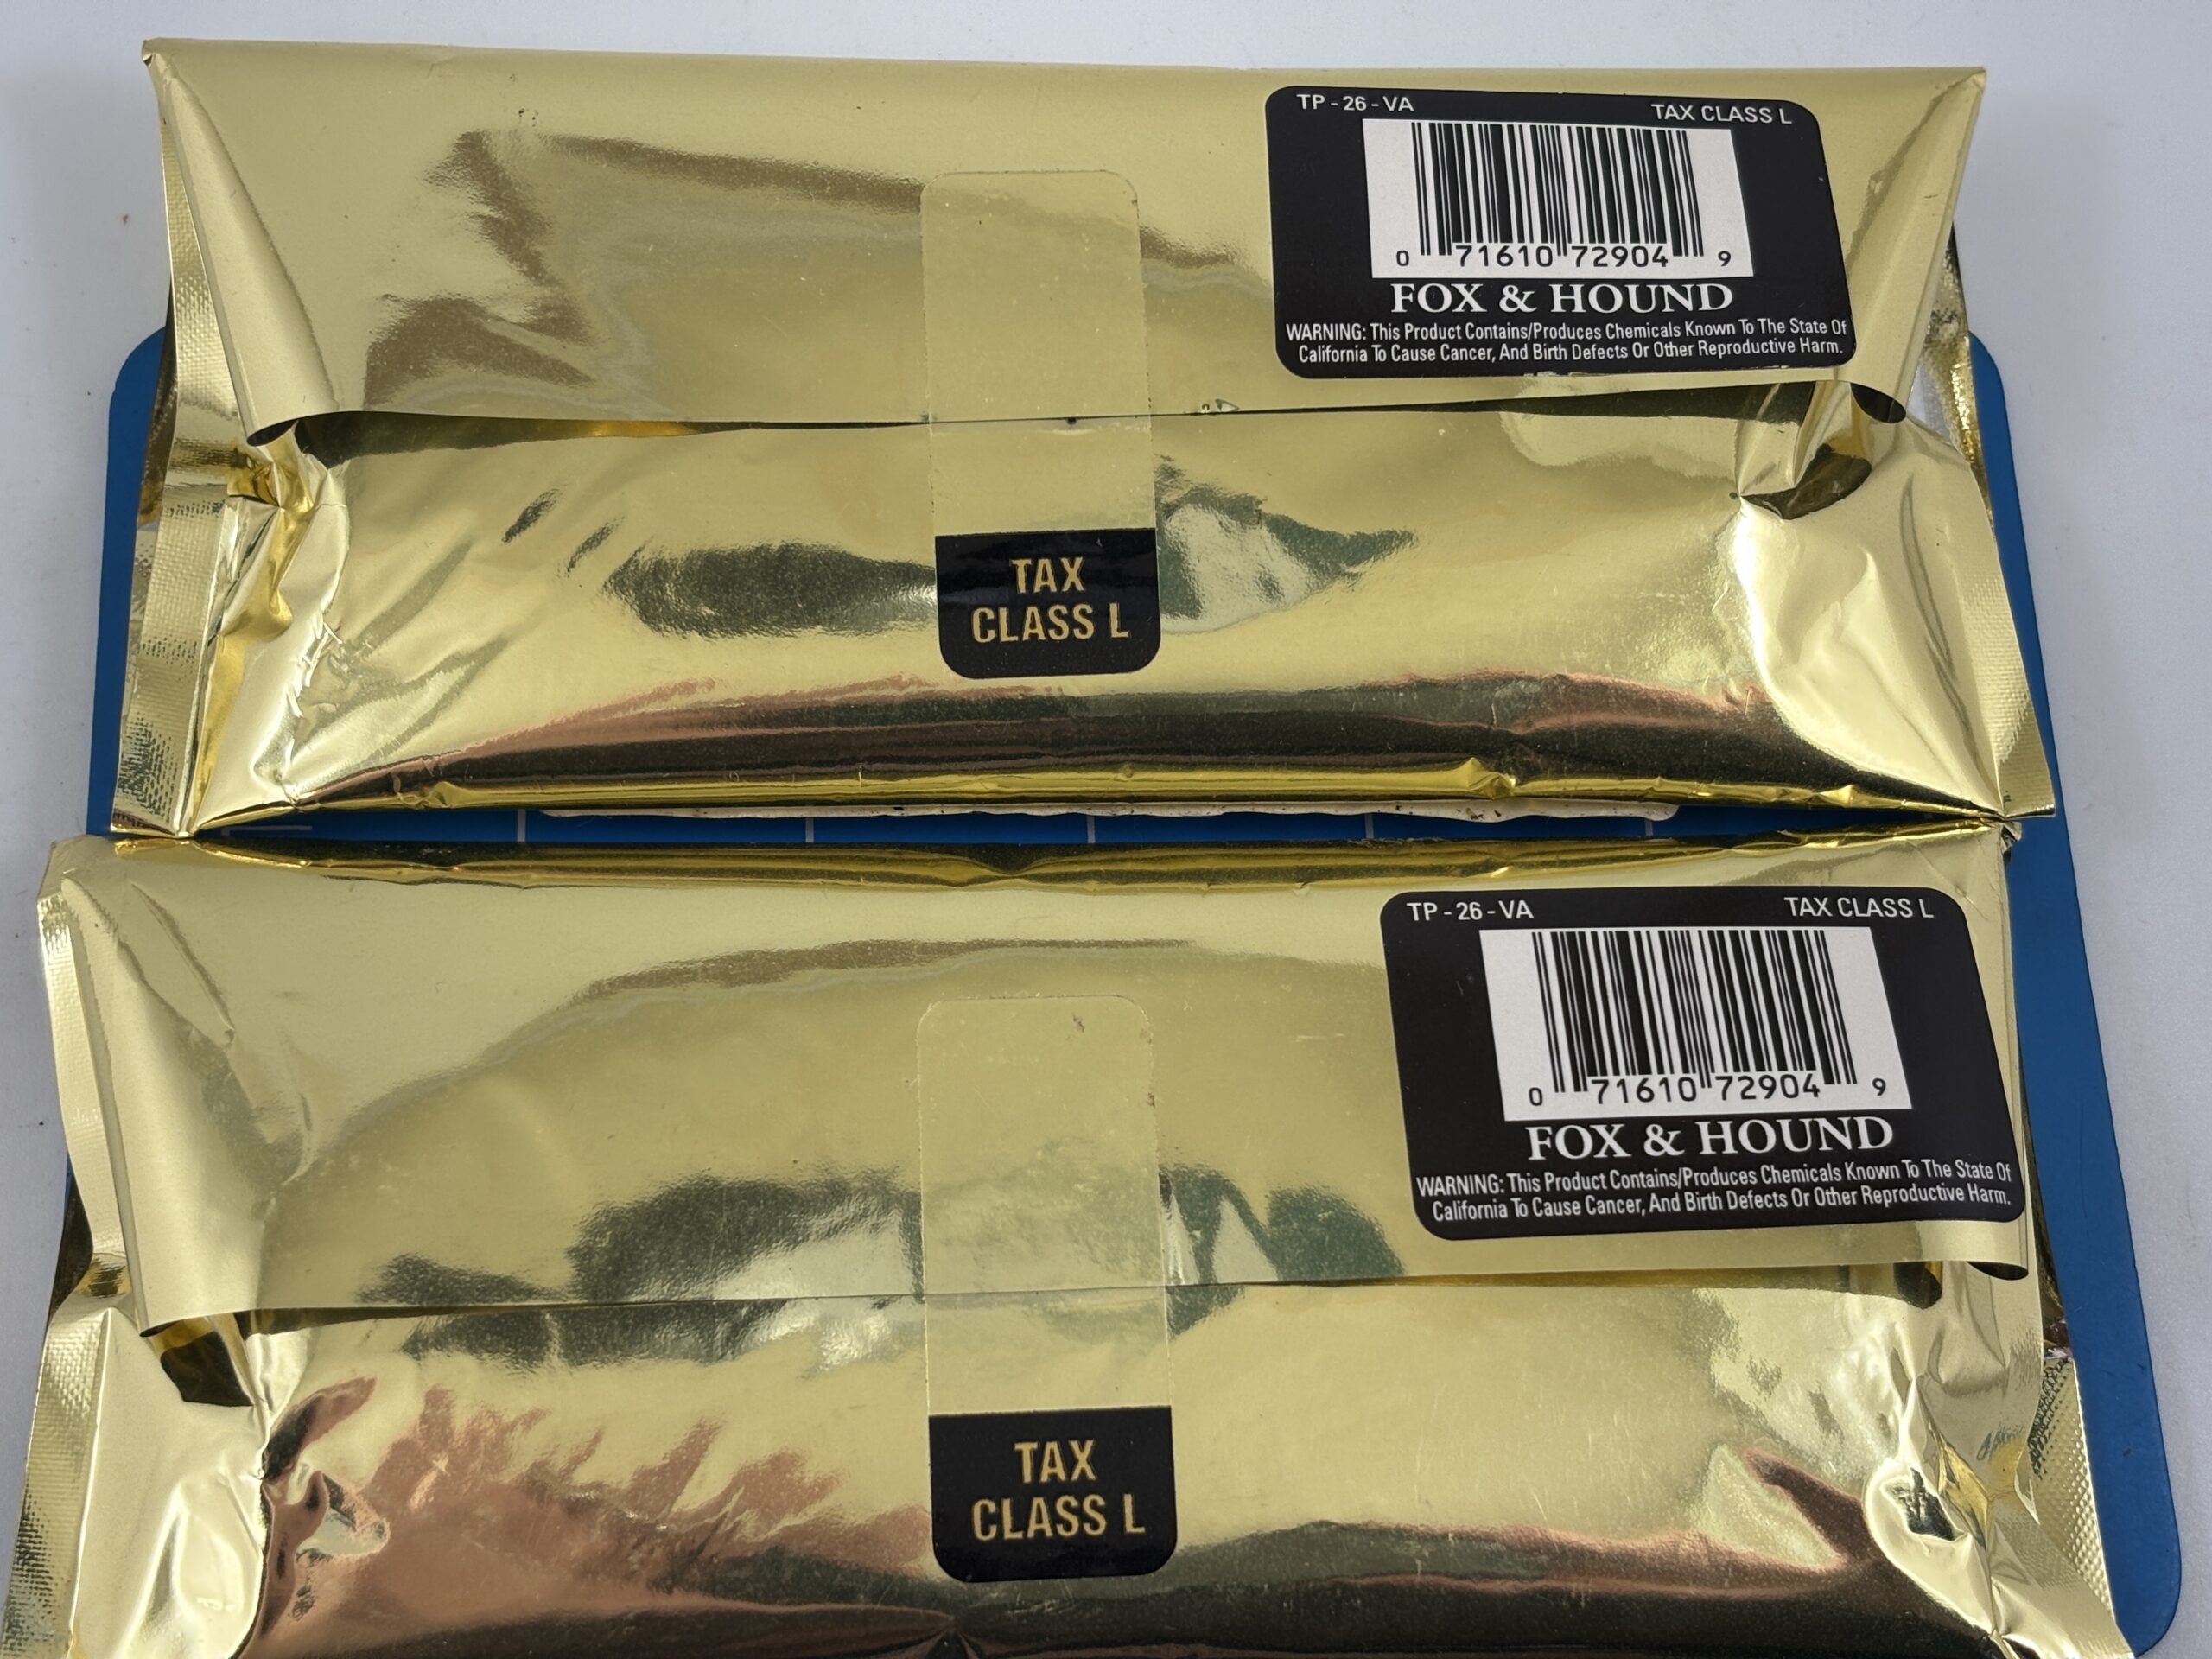 TP - 26 - VA TAX CLASS L
0 71610 72904 9
FOX & HOUND
WARNING: This Product Contains/Produces Chemicals Known To The State Of
California To Cause Cancer, And Birth Defects Or Other Reproductive Harm.
TAX
CLASS L
TP - 26 - VA TAX CLASS L
0 71610 72904 9
FOX & HOUND
WARNING: This Product Contains/Produces Chemicals Known To The State Of
California To Cause Cancer, And Birth Defects Or Other Reproductive Harm.
TAX
CLASS L